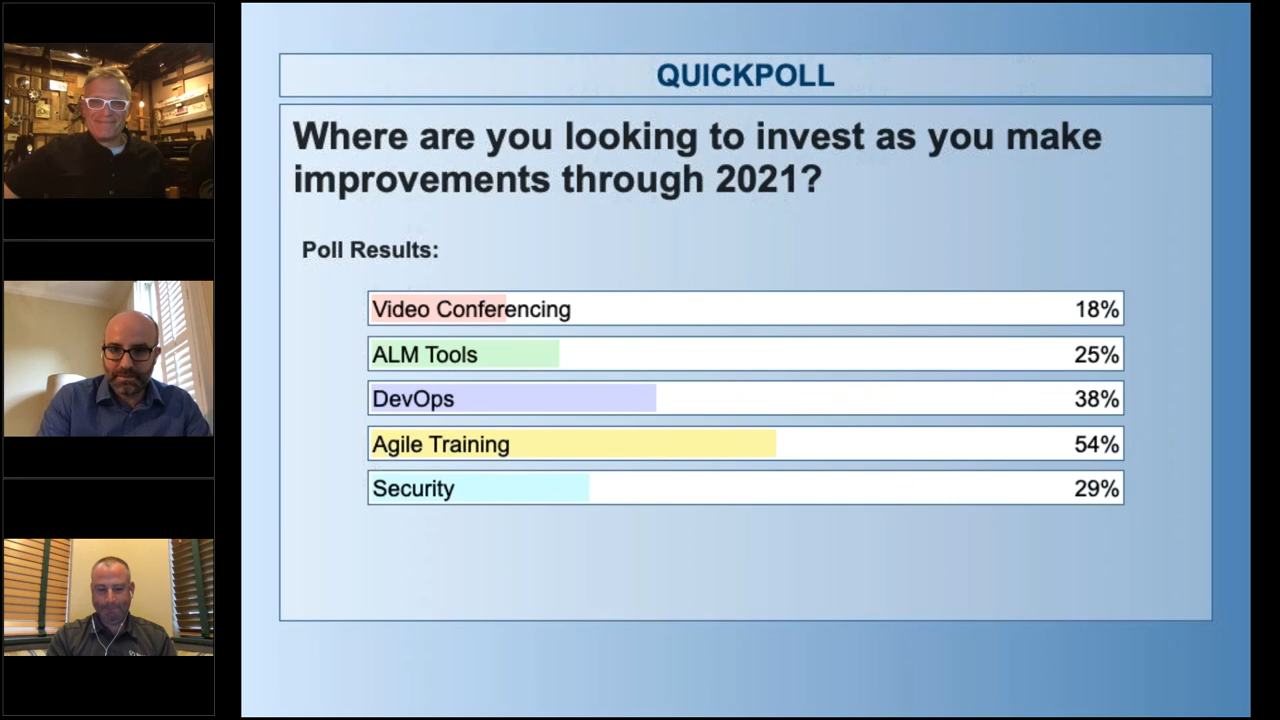 QUICKPOLL
Where are you looking to invest as you make
improvements through 2021?
Poll Results:
Video Conferencing 18%
ALM Tools 25%
DevOps 38%
Agile Training 54%
Security 29%